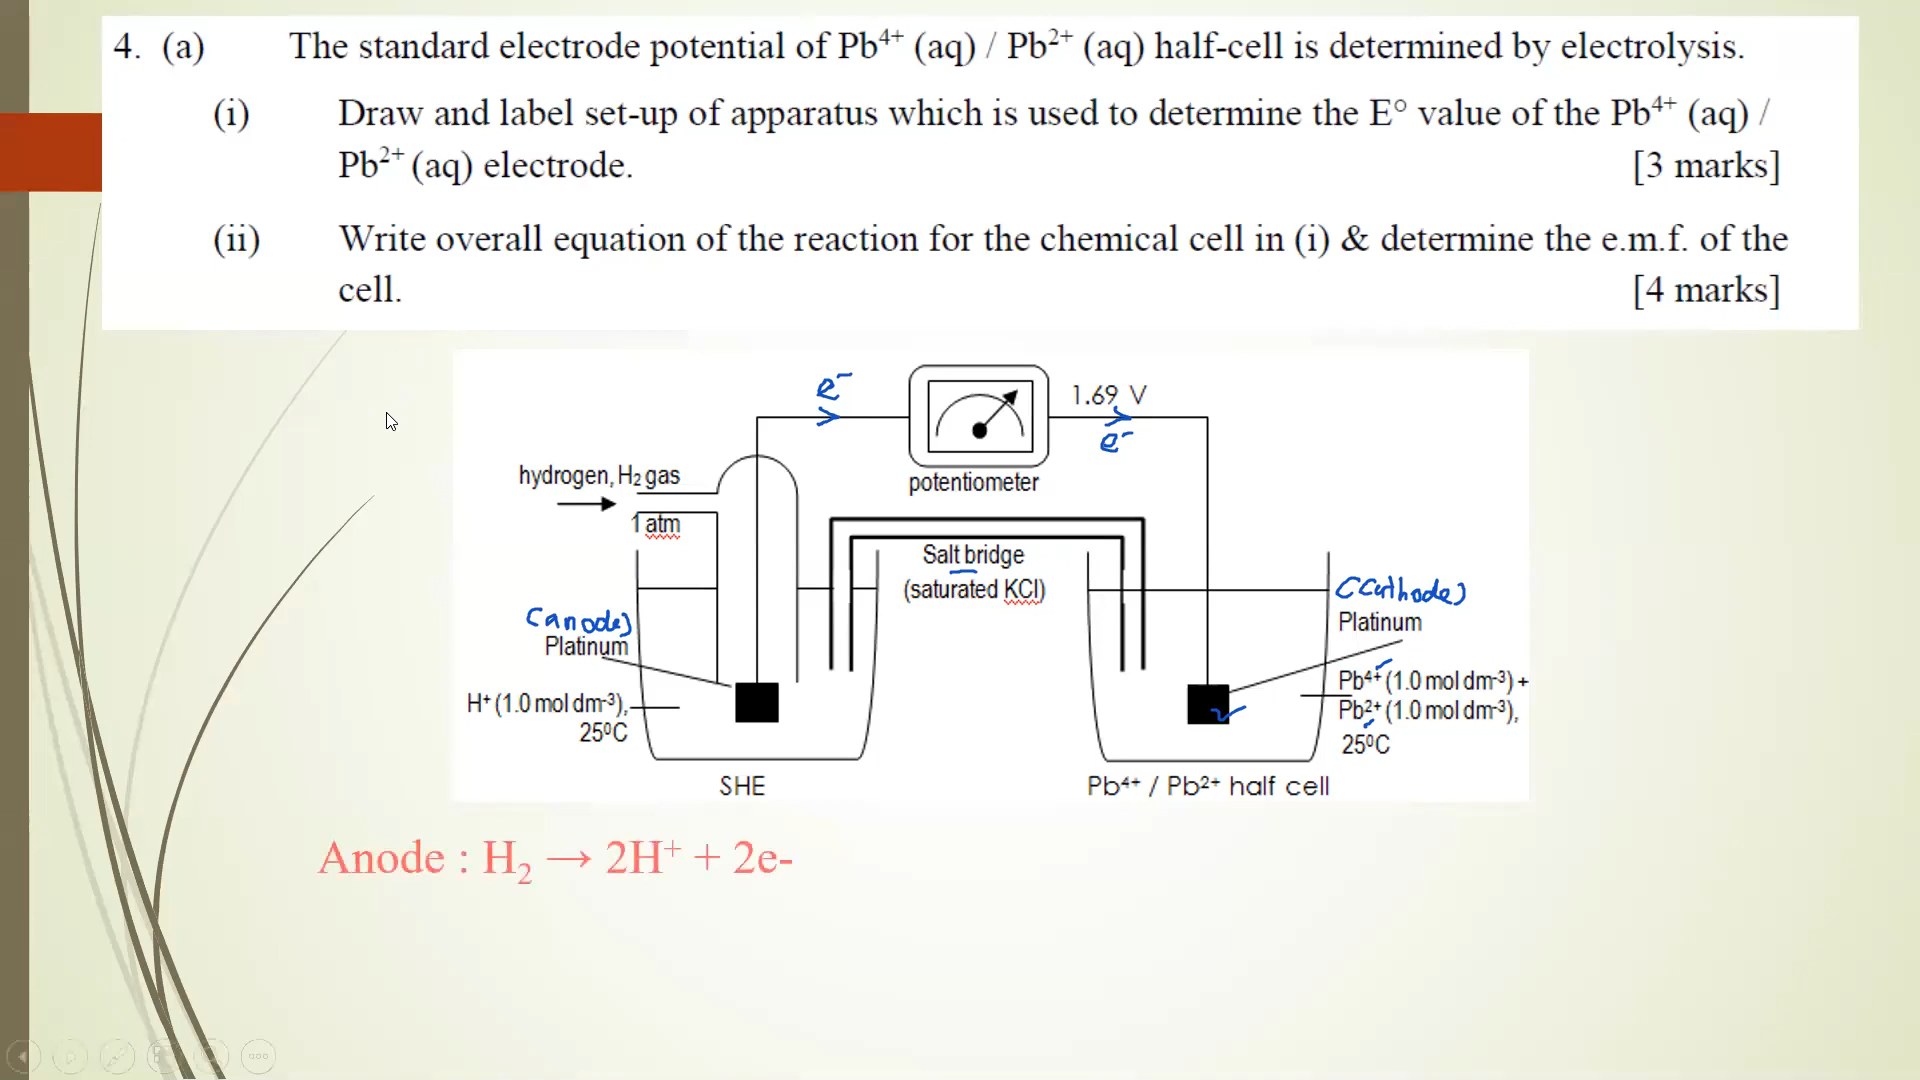 4. (a) The standard electrode potential of Pb⁴⁺ (aq) / Pb²⁺ (aq) half-cell is determined by electrolysis.
(i) Draw and label set-up of apparatus which is used to determine the E° value of the Pb⁴⁺ (aq) /
Pb²⁺ (aq) electrode. [3 marks]
(ii) Write overall equation of the reaction for the chemical cell in (i) & determine the e.m.f. of the
cell. [4 marks]
e⁻
1.69 V
e⁻
hydrogen, H₂ gas
potentiometer
1 atm
Salt bridge
(saturated KCl)
(anode)
Platinum
(Cathode)
Platinum
H⁺ (1.0 mol dm⁻³),
25⁰C
Pb⁴⁺ (1.0 mol dm⁻³) +
Pb²⁺ (1.0 mol dm⁻³),
25⁰C
SHE
Pb⁴⁺ / Pb²⁺ half cell
Anode : H₂ → 2H⁺ + 2e-